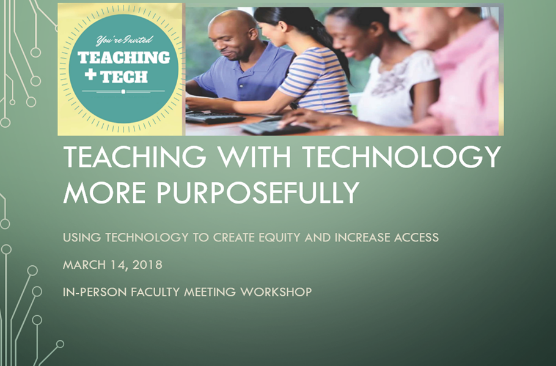 You're Invited
TEACHING
+ TECH
TEACHING WITH TECHNOLOGY
MORE PURPOSEFULLY
USING TECHNOLOGY TO CREATE EQUITY AND INCREASE ACCESS
MARCH 14, 2018
IN-PERSON FACULTY MEETING WORKSHOP